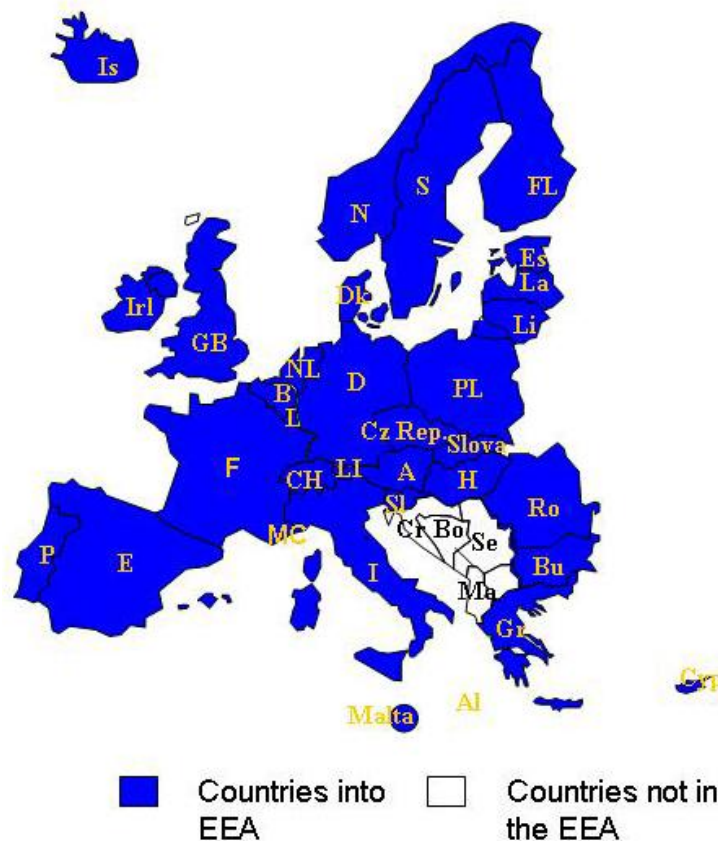 Is
S
FL
N
Es
La
Dk
Irl
Li
GB
NL
D
PL
B
L
Cz Rep.
Slova
F
CH
LI
A
H
Sl
Ro
Cr
Bo
Se
MC
P
E
Bu
I
Ma
Gr
Cyp
Al
Malta
Countries into
EEA
Countries not in
the EEA